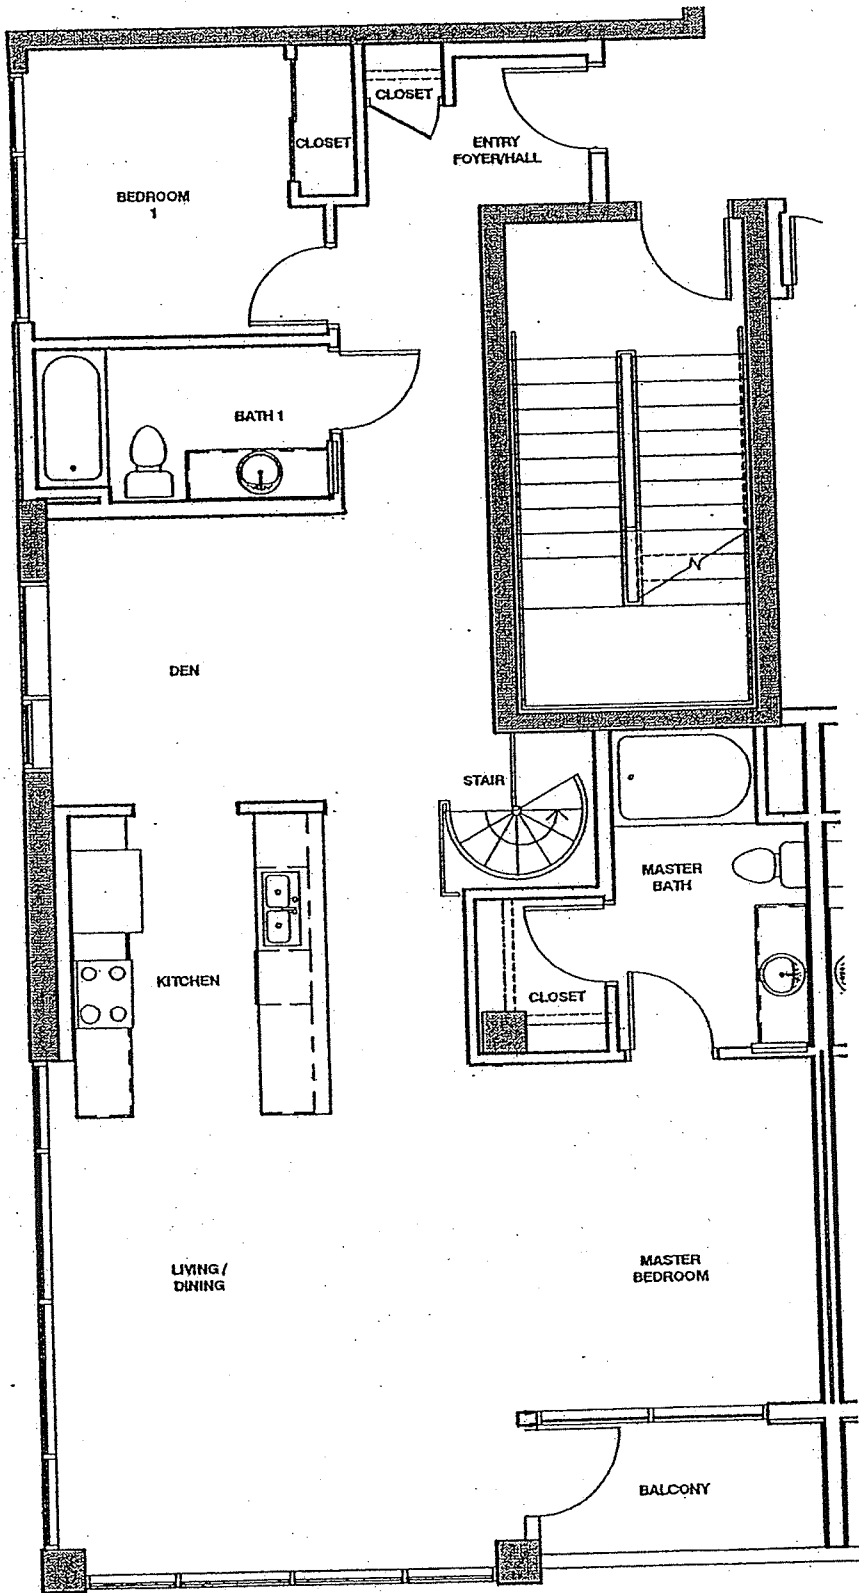 CLOSET
CLOSET
ENTRY
FOYER/HALL
BEDROOM
1
BATH 1
DEN
STAIR
MASTER
BATH
KITCHEN
CLOSET
LIVING /
DINING
MASTER
BEDROOM
BALCONY